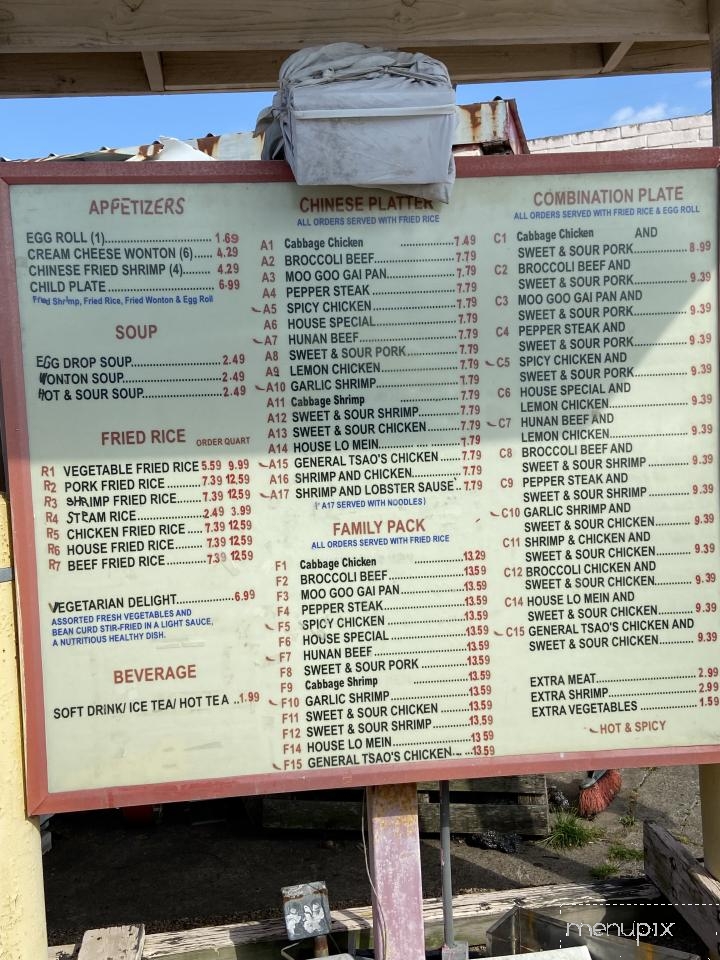 APPETIZERS
EGG ROLL (1)............................ 1.69
CREAM CHEESE WONTON (6)...... 4.29
CHINESE FRIED SHRIMP (4)......... 4.29
CHILD PLATE ............................. 6.99
Fried Shrimp, Fried Rice, Fried Wonton & Egg Roll
SOUP
EGG DROP SOUP........................2.49
WONTON SOUP..........................2.49
HOT & SOUR SOUP....................2.49
FRIED RICE ORDER QUART
R1 VEGETABLE FRIED RICE 5.59 9.99
R2 PORK FRIED RICE .........7.39 12.59
R3 SHRIMP FRIED RICE......7.39 12.59
R4 STEAM RICE..................2.49 3.99
R5 CHICKEN FRIED RICE ....7.39 12.59
R6 HOUSE FRIED RICE........7.39 12.59
R7 BEEF FRIED RICE...........7.39 12.59
VEGETARIAN DELIGHT...............6.99
ASSORTED FRESH VEGETABLES AND
BEAN CURD STIR-FRIED IN A LIGHT SAUCE,
A NUTRITIOUS HEALTHY DISH.
BEVERAGE
SOFT DRINK/ ICE TEA/ HOT TEA ..1.99
CHINESE PLATTER
ALL ORDERS SERVED WITH FRIED RICE
A1 Cabbage Chicken ....................7.49
A2 BROCCOLI BEEF.....................7.79
A3 MOO GOO GAI PAN..................7.79
A4 PEPPER STEAK ......................7.79
A5 SPICY CHICKEN......................7.79
A6 HOUSE SPECIAL.....................7.79
A7 HUNAN BEEF..........................7.79
A8 SWEET & SOUR PORK..............7.79
A9 LEMON CHICKEN....................7.79
A10 GARLIC SHRIMP.....................7.79
A11 Cabbage Shrimp ....................7.79
A12 SWEET & SOUR SHRIMP..........7.79
A13 SWEET & SOUR CHICKEN........7.79
A14 HOUSE LO MEIN....................7.79
A15 GENERAL TSAO'S CHICKEN......7.79
A16 SHRIMP AND CHICKEN...........7.79
A17 SHRIMP AND LOBSTER SAUSE..7.79
(* A17 SERVED WITH NOODLES)
FAMILY PACK
ALL ORDERS SERVED WITH FRIED RICE
F1 Cabbage Chicken ................13.29
F2 BROCCOLI BEEF...................13.59
F3 MOO GOO GAI PAN................13.59
F4 PEPPER STEAK ....................13.59
F5 SPICY CHICKEN....................13.59
F6 HOUSE SPECIAL...................13.59
F7 HUNAN BEEF........................13.59
F8 SWEET & SOUR PORK ...........13.59
F9 Cabbage Shrimp ..................13.59
F10 GARLIC SHRIMP...................13.59
F11 SWEET & SOUR CHICKEN......13.59
F12 SWEET & SOUR SHRIMP........13.59
F14 HOUSE LO MEIN..................13.59
F15 GENERAL TSAO'S CHICKEN....13.59
COMBINATION PLATE
ALL ORDERS SERVED WITH FRIED RICE & EGG ROLL
C1 Cabbage Chicken AND
SWEET & SOUR PORK................8.99
C2 BROCCOLI BEEF AND
SWEET & SOUR PORK................9.39
C3 MOO GOO GAI PAN AND
SWEET & SOUR PORK................9.39
C4 PEPPER STEAK AND
SWEET & SOUR PORK................9.39
C5 SPICY CHICKEN AND
SWEET & SOUR PORK................9.39
C6 HOUSE SPECIAL AND
LEMON CHICKEN......................9.39
C7 HUNAN BEEF AND
LEMON CHICKEN......................9.39
C8 BROCCOLI BEEF AND
SWEET & SOUR SHRIMP............9.39
C9 PEPPER STEAK AND
SWEET & SOUR SHRIMP............9.39
C10 GARLIC SHRIMP AND
SWEET & SOUR CHICKEN..........9.39
C11 SHRIMP & CHICKEN AND
SWEET & SOUR CHICKEN..........9.39
C12 BROCCOLI CHICKEN AND
SWEET & SOUR CHICKEN..........9.39
C14 HOUSE LO MEIN AND
SWEET & SOUR CHICKEN..........9.39
C15 GENERAL TSAO'S CHICKEN AND
SWEET & SOUR CHICKEN..........9.39
EXTRA MEAT..........................2.99
EXTRA SHRIMP......................2.99
EXTRA VEGETABLES ...............1.59
HOT & SPICY
menupix